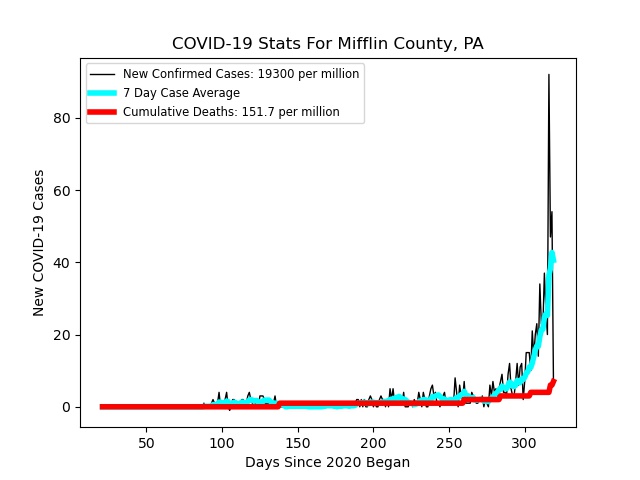 COVID-19 Stats For Mifflin County, PA
New Confirmed Cases: 19300 per million
7 Day Case Average
Cumulative Deaths: 151.7 per million
New COVID-19 Cases
80
60
40
20
0
50 100 150 200 250 300
Days Since 2020 Began